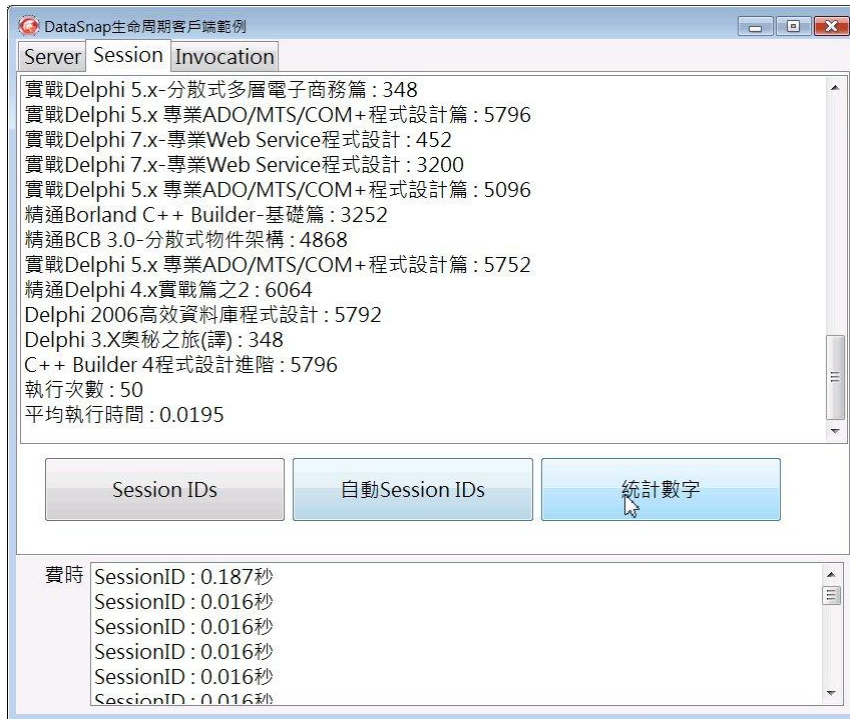 DataSnap生命周期客戶端範例
Server Session Invocation
實戰Delphi 5.x-分散式多層電子商務篇 : 348
實戰Delphi 5.x 專業ADO/MTS/COM+程式設計篇 : 5796
實戰Delphi 7.x-專業Web Service程式設計 : 452
實戰Delphi 7.x-專業Web Service程式設計 : 3200
實戰Delphi 5.x 專業ADO/MTS/COM+程式設計篇 : 5096
精通Borland C++ Builder-基礎篇 : 3252
精通BCB 3.0-分散式物件架構 : 4868
實戰Delphi 5.x 專業ADO/MTS/COM+程式設計篇 : 5752
精通Delphi 4.x實戰篇之2 : 6064
Delphi 2006高效資料庫程式設計 : 5792
Delphi 3.X奧秘之旅(譯) : 348
C++ Builder 4程式設計進階 : 5796
執行次數 : 50
平均執行時間 : 0.0195
Session IDs 自動Session IDs 統計數字
費時 SessionID : 0.187秒
SessionID : 0.016秒
SessionID : 0.016秒
SessionID : 0.016秒
SessionID : 0.016秒
SessionID : 0.016秒